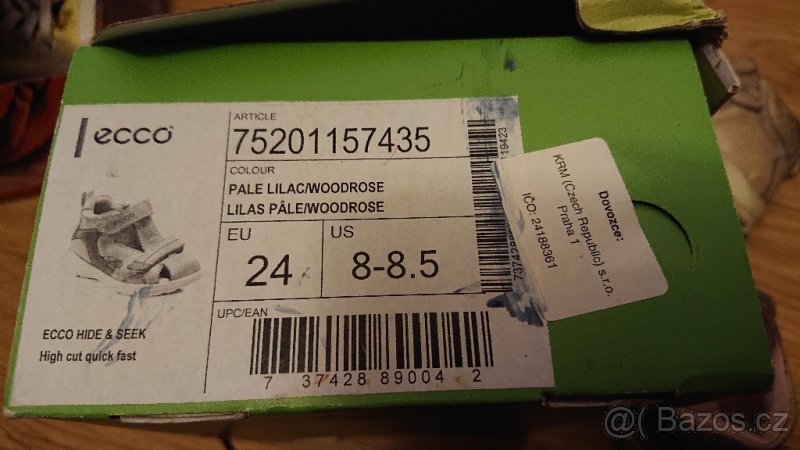 ecco
ARTICLE
75201157435
COLOUR
PALE LILAC/WOODROSE
LILAS PÂLE/WOODROSE
EU
24
US
8-8.5
ECCO HIDE & SEEK
High cut quick fast
UPC/EAN
7 37428 89004 2
Dovozce:
KRM (Czech Republic) s.r.o.
Praha 1
IČO: 24188361
Bazos.cz